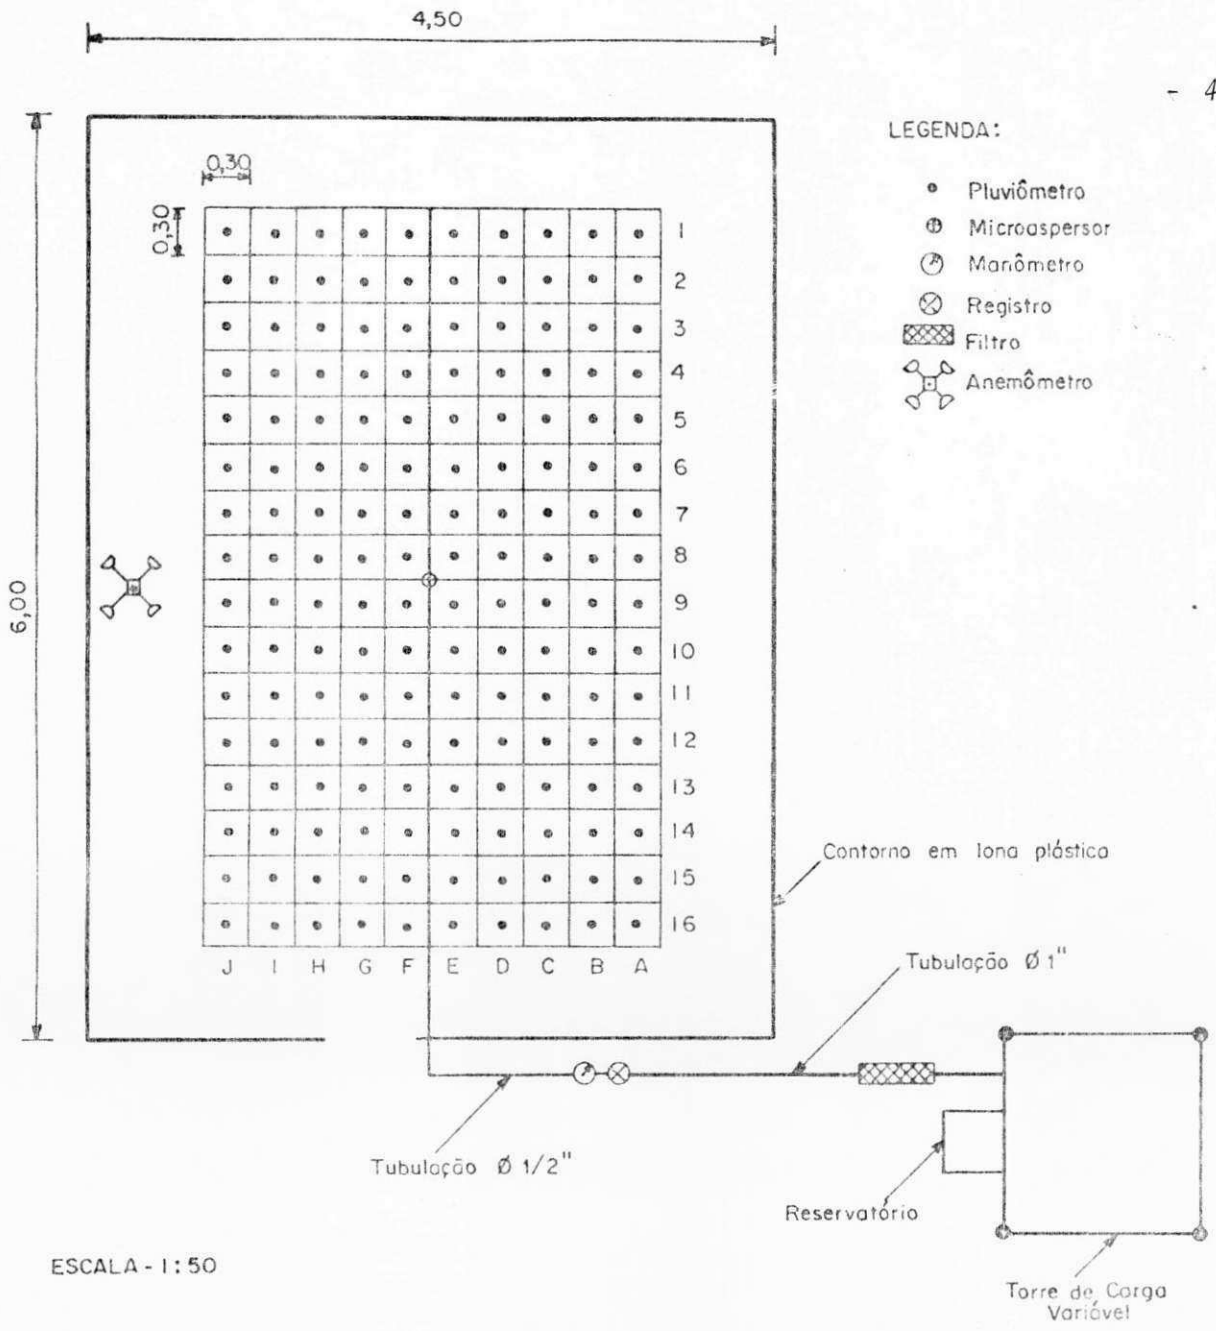 4,50
- 4
LEGENDA:
Pluviômetro
Microaspersor
Manômetro
Registro
Filtro
Anemômetro
0,30
0,30
6,00
1
2
3
4
5
6
7
8
9
10
11
12
13
14
15
16
J I H G F E D C B A
Contorno em lona plástica
Tubulação Ø 1"
Tubulação Ø 1/2"
Reservatório
ESCALA - 1:50
Torre de Carga
Variável